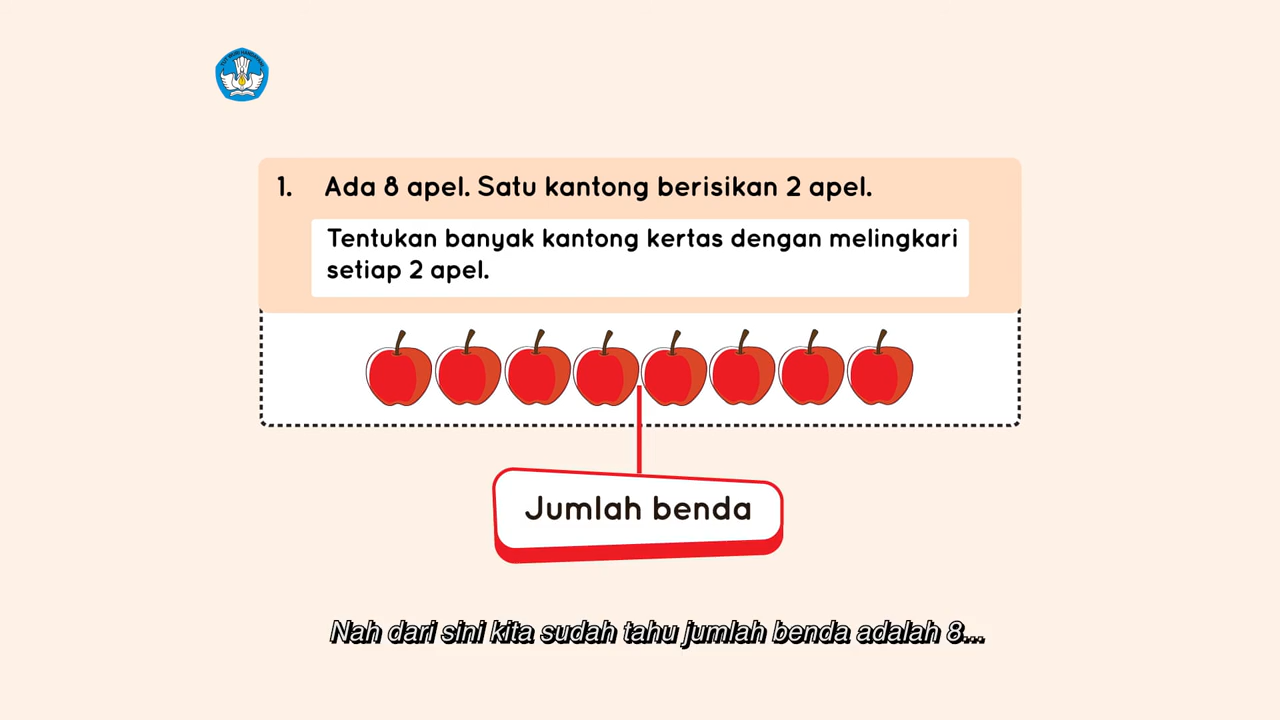 1. Ada 8 apel. Satu kantong berisikan 2 apel.
Tentukan banyak kantong kertas dengan melingkari
setiap 2 apel.
Jumlah benda
Nah dari sini kita sudah tahu jumlah benda adalah 8...